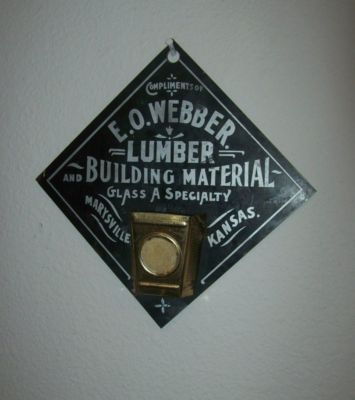 COMPLIMENTS OF
E.O. WEBBER.
LUMBER
AND BUILDING MATERIAL
GLASS A SPECIALTY
MARYSVILLE KANSAS.